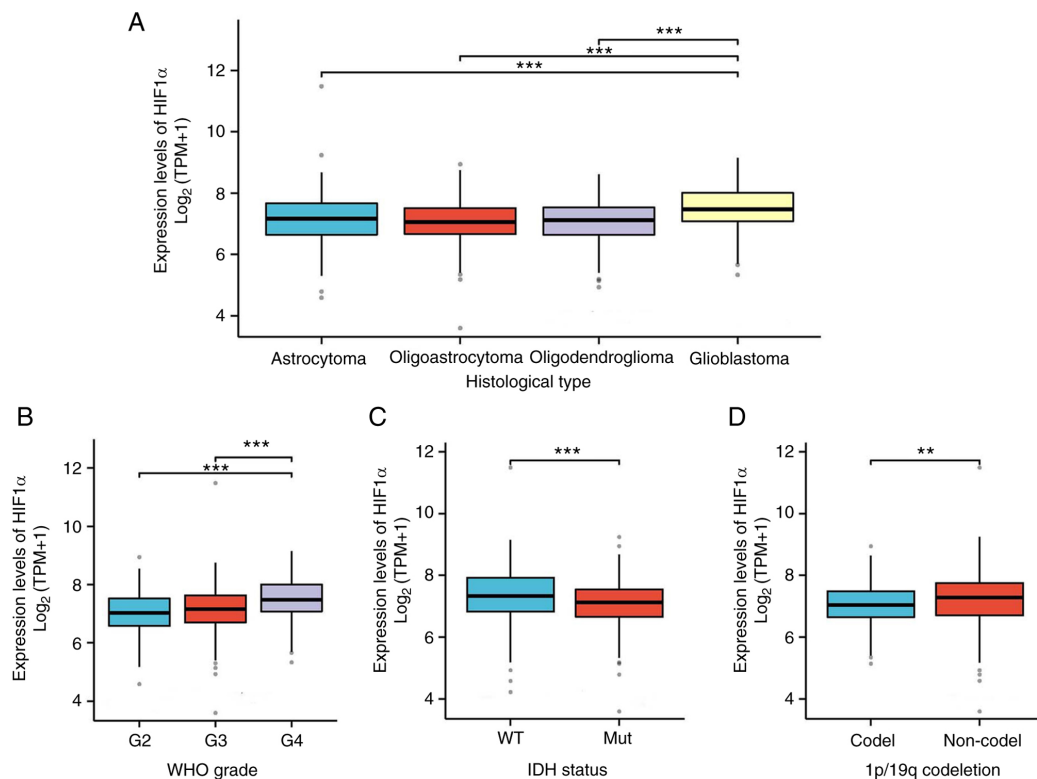 A
Expression levels of HIF1α
Log₂ (TPM+1)
12
10
8
6
4
***
***
***
Astrocytoma
Oligoastrocytoma
Oligodendroglioma
Glioblastoma
Histological type
B
Expression levels of HIF1α
Log₂ (TPM+1)
12
10
8
6
4
***
***
G2
G3
G4
WHO grade
C
Expression levels of HIF1α
Log₂ (TPM+1)
12
10
8
6
4
***
WT
Mut
IDH status
D
Expression levels of HIF1α
Log₂ (TPM+1)
12
10
8
6
4
**
Codel
Non-codel
1p/19q codeletion